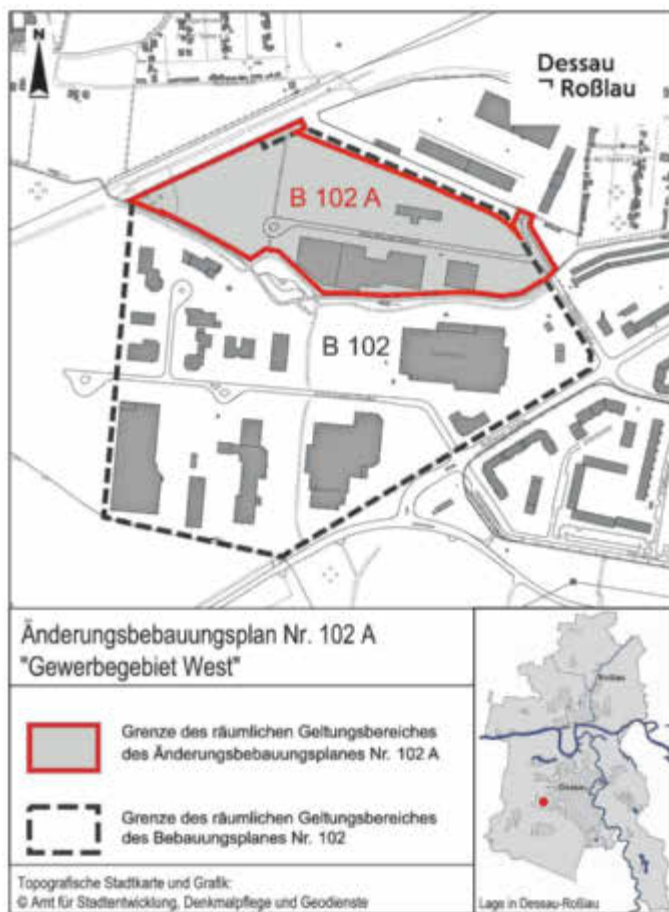 N
Dessau
Roßlau
B 102 A
B 102
Änderungsbebauungsplan Nr. 102 A
"Gewerbegebiet West"
Grenze des räumlichen Geltungsbereiches
des Änderungsbebauungsplanes Nr. 102 A
Grenze des räumlichen Geltungsbereiches
des Bebauungsplanes Nr. 102
Topografische Stadtkarte und Grafik:
© Amt für Stadtentwicklung, Denkmalpflege und Geodienste
Roßlau
Dessau
Lage in Dessau-Roßlau